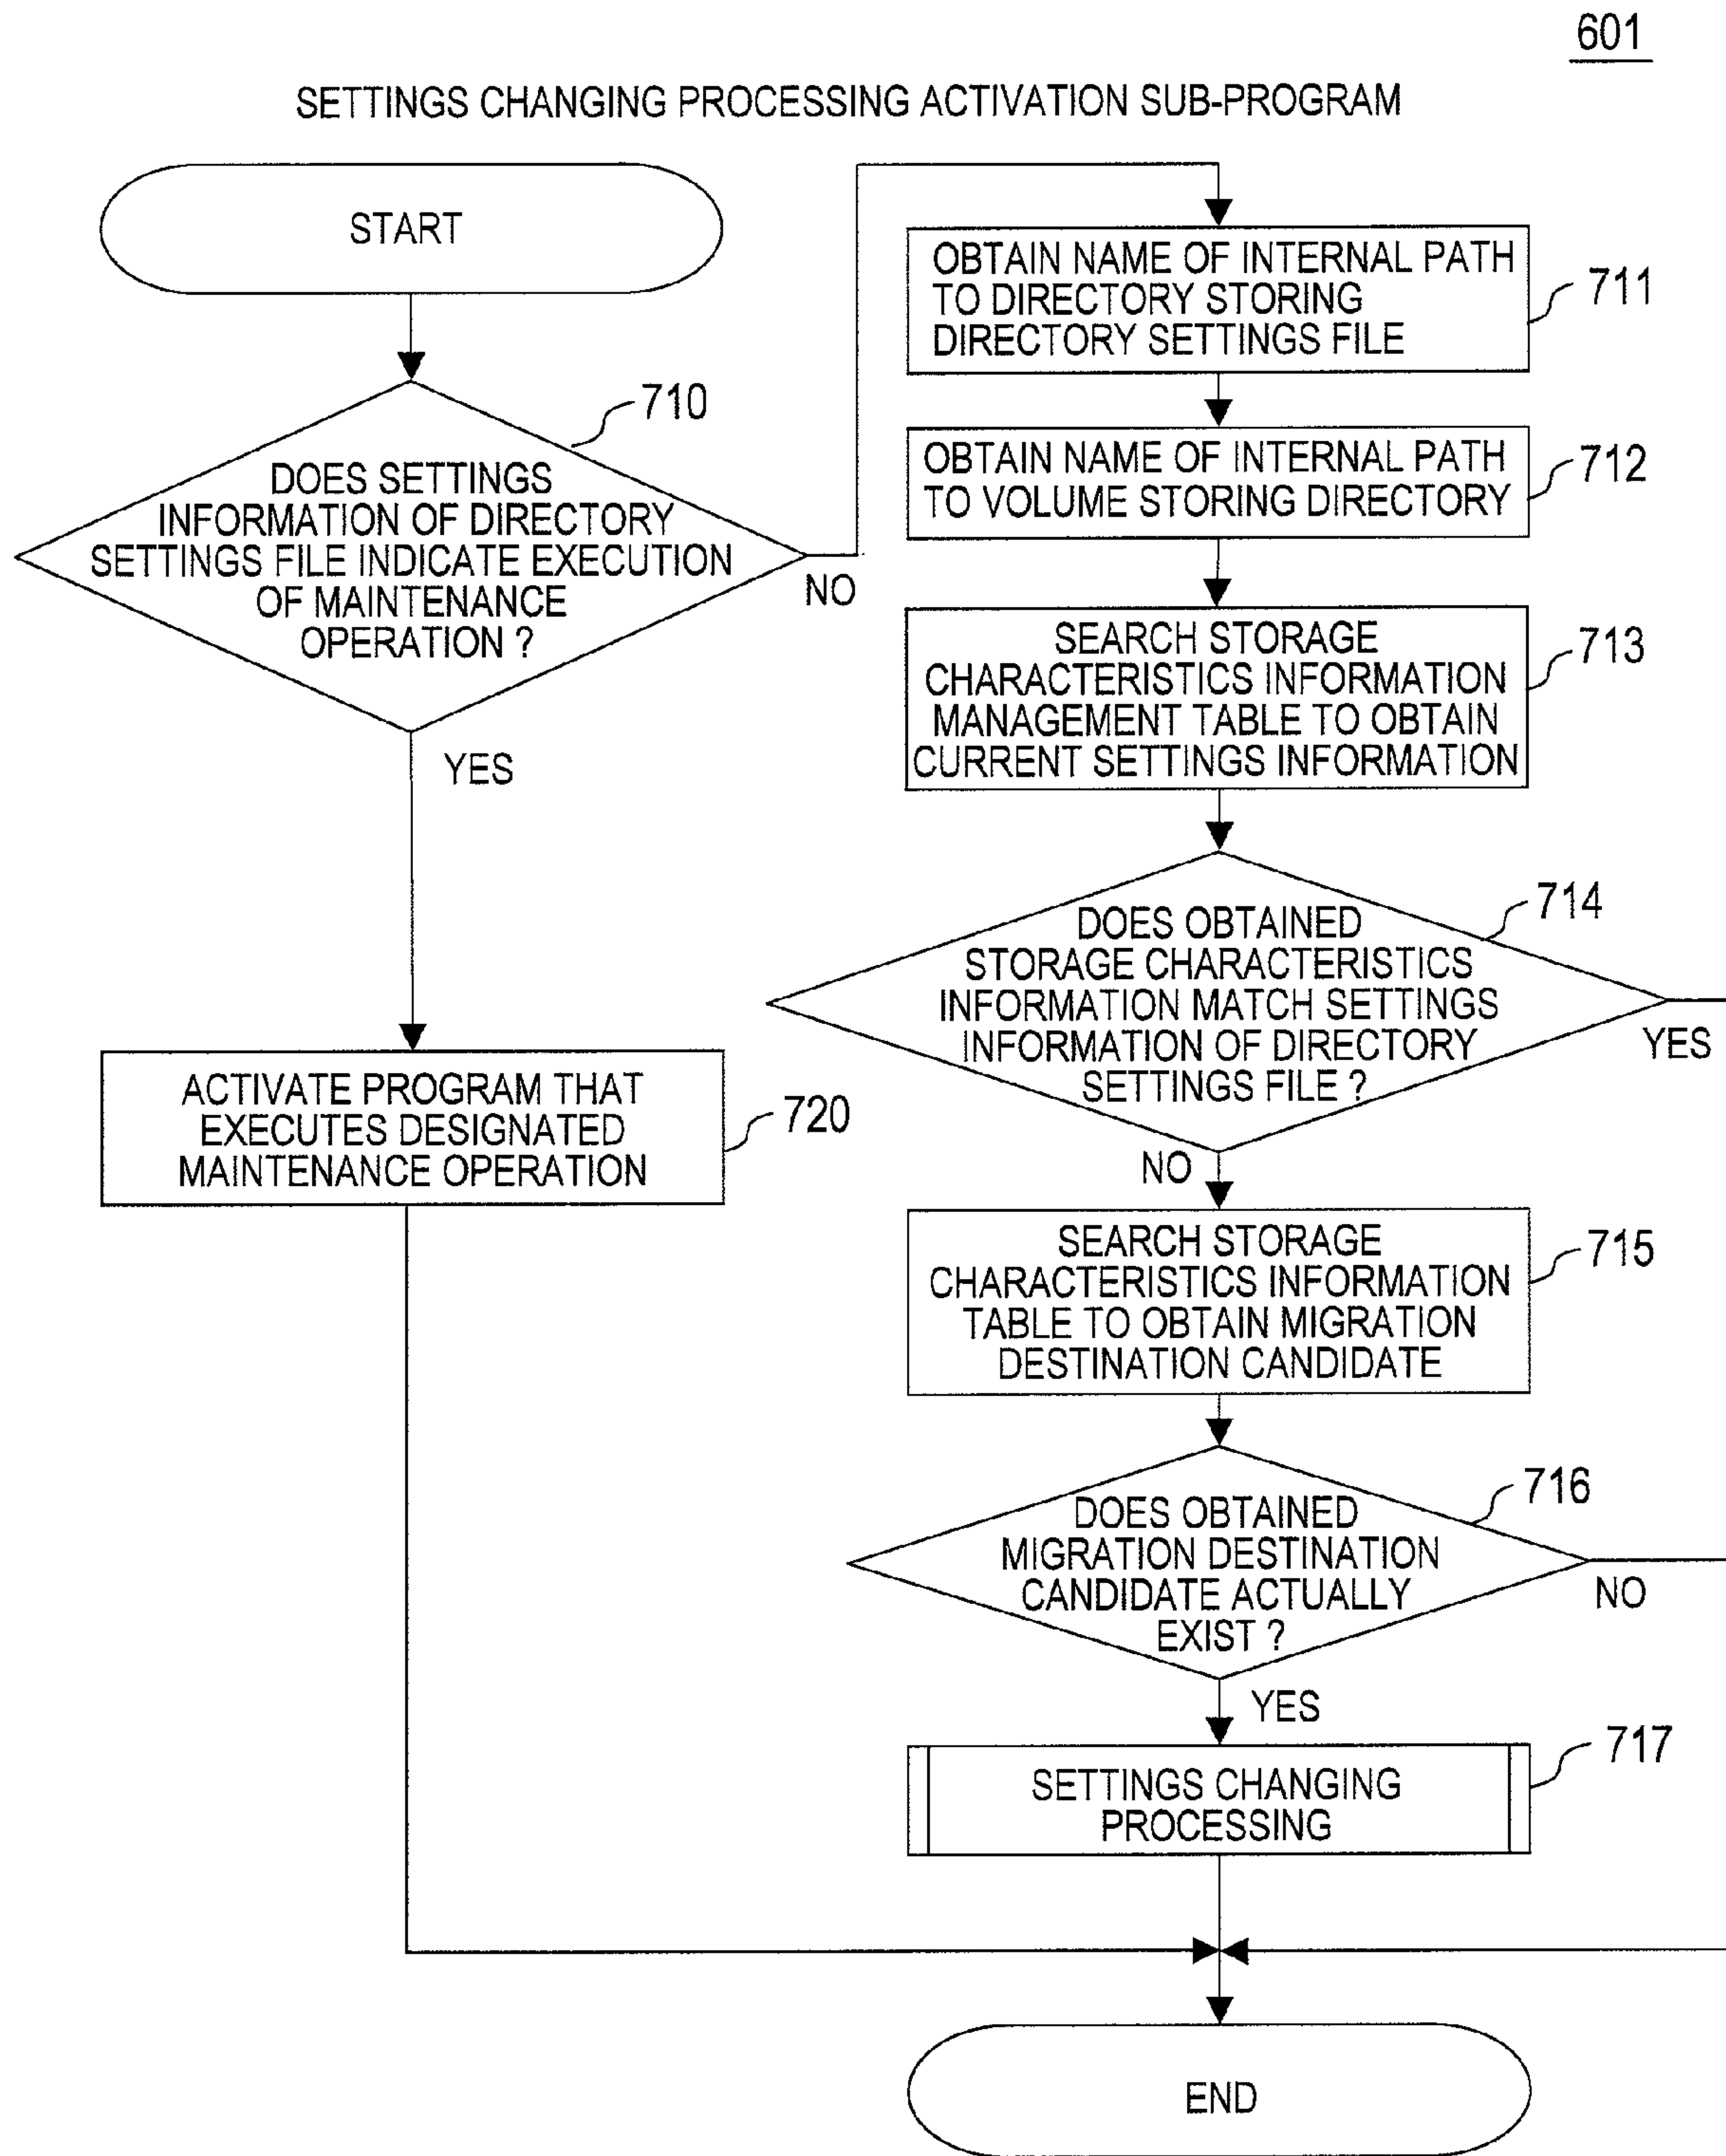 601
SETTINGS CHANGING PROCESSING ACTIVATION SUB-PROGRAM
START
710
DOES SETTINGS
INFORMATION OF DIRECTORY
SETTINGS FILE INDICATE EXECUTION
OF MAINTENANCE
OPERATION ?
NO
YES
ACTIVATE PROGRAM THAT
EXECUTES DESIGNATED
MAINTENANCE OPERATION
720
OBTAIN NAME OF INTERNAL PATH
TO DIRECTORY STORING
DIRECTORY SETTINGS FILE
711
OBTAIN NAME OF INTERNAL PATH
TO VOLUME STORING DIRECTORY
712
SEARCH STORAGE
CHARACTERISTICS INFORMATION
MANAGEMENT TABLE TO OBTAIN
CURRENT SETTINGS INFORMATION
713
DOES OBTAINED
STORAGE CHARACTERISTICS
INFORMATION MATCH SETTINGS
INFORMATION OF DIRECTORY
SETTINGS FILE ?
714
YES
NO
SEARCH STORAGE
CHARACTERISTICS INFORMATION
TABLE TO OBTAIN MIGRATION
DESTINATION CANDIDATE
715
DOES OBTAINED
MIGRATION DESTINATION
CANDIDATE ACTUALLY
EXIST ?
716
NO
YES
SETTINGS CHANGING
PROCESSING
717
END